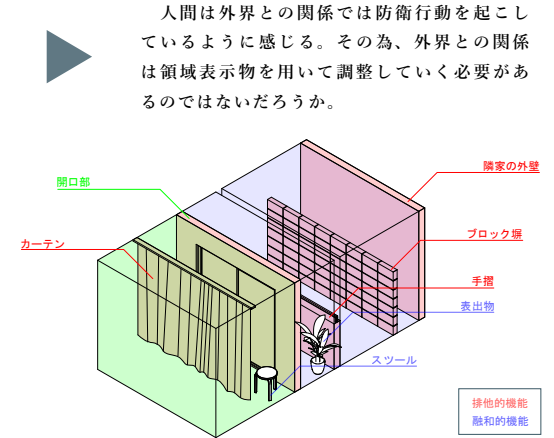 人間は外界との関係では防衛行動を起こし
ているように感じる。その為、外界との関係
は領域表示物を用いて調整していく必要があ
るのではないだろうか。
隣家の外壁
開口部
ブロック塀
カーテン
手摺
表出物
スツール
排他的機能
融和的機能